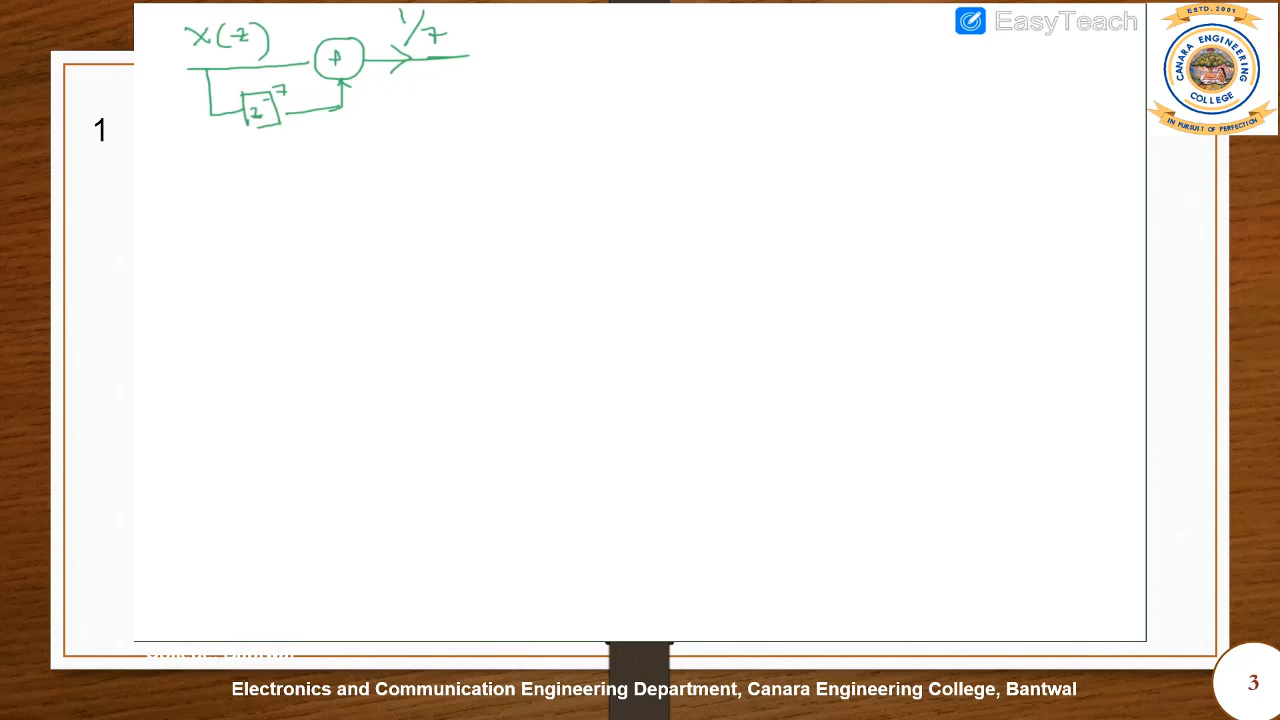 X(z)
1/7
+
z^-7
1
EasyTeach
ESTD. 2001
CANARA ENGINEERING
COLLEGE
IN PURSUIT OF PERFECTION
Electronics and Communication Engineering Department, Canara Engineering College, Bantwal
3